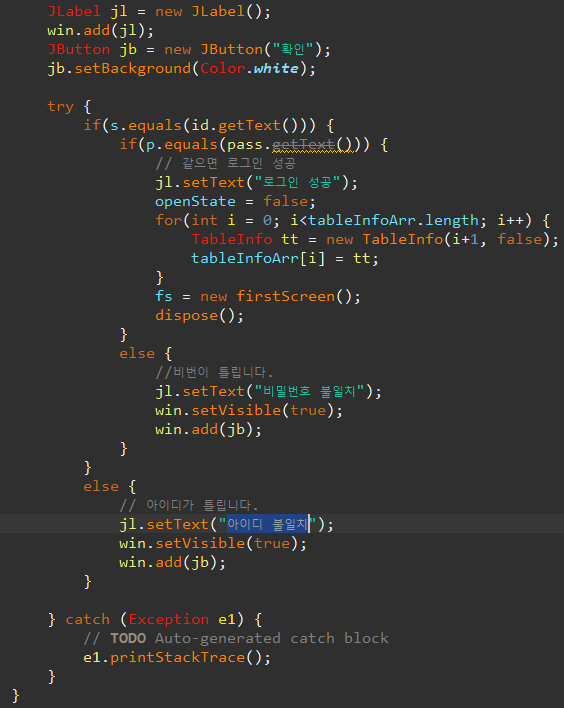 JLabel jl = new JLabel();
win.add(jl);
JButton jb = new JButton("확인");
jb.setBackground(Color.white);
try {
if(s.equals(id.getText())) {
if(p.equals(pass.getText())) {
// 같으면 로그인 성공
jl.setText("로그인 성공");
openState = false;
for(int i = 0; i<tableInfoArr.length; i++) {
TableInfo tt = new TableInfo(i+1, false);
tableInfoArr[i] = tt;
}
fs = new firstScreen();
dispose();
}
else {
//비번이 틀립니다.
jl.setText("비밀번호 불일치");
win.setVisible(true);
win.add(jb);
}
}
else {
// 아이디가 틀립니다.
jl.setText("아이디 불일치");
win.setVisible(true);
win.add(jb);
}
} catch (Exception e1) {
// TODO Auto-generated catch block
e1.printStackTrace();
}
}